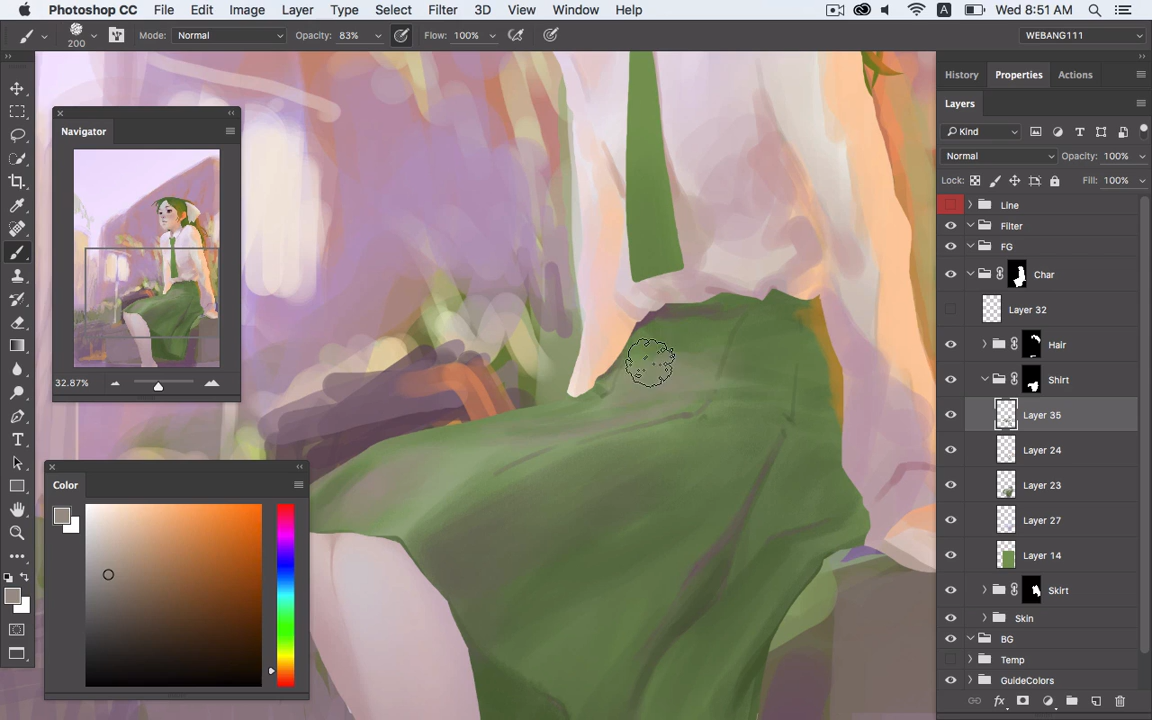 Photoshop CC File Edit Image Layer Type Select Filter 3D View Window Help A Wed 8:51 AM
200 Mode: Normal Opacity: 83% Flow: 100% WEBANG111
History Properties Actions
Layers
Kind
Normal Opacity: 100%
Lock: Fill: 100%
Line
Filter
FG
Char
Layer 32
Hair
Shirt
Layer 35
Layer 24
Layer 23
Layer 27
Layer 14
Skirt
Skin
BG
Temp
GuideColors
fx
Navigator
32.87%
Color